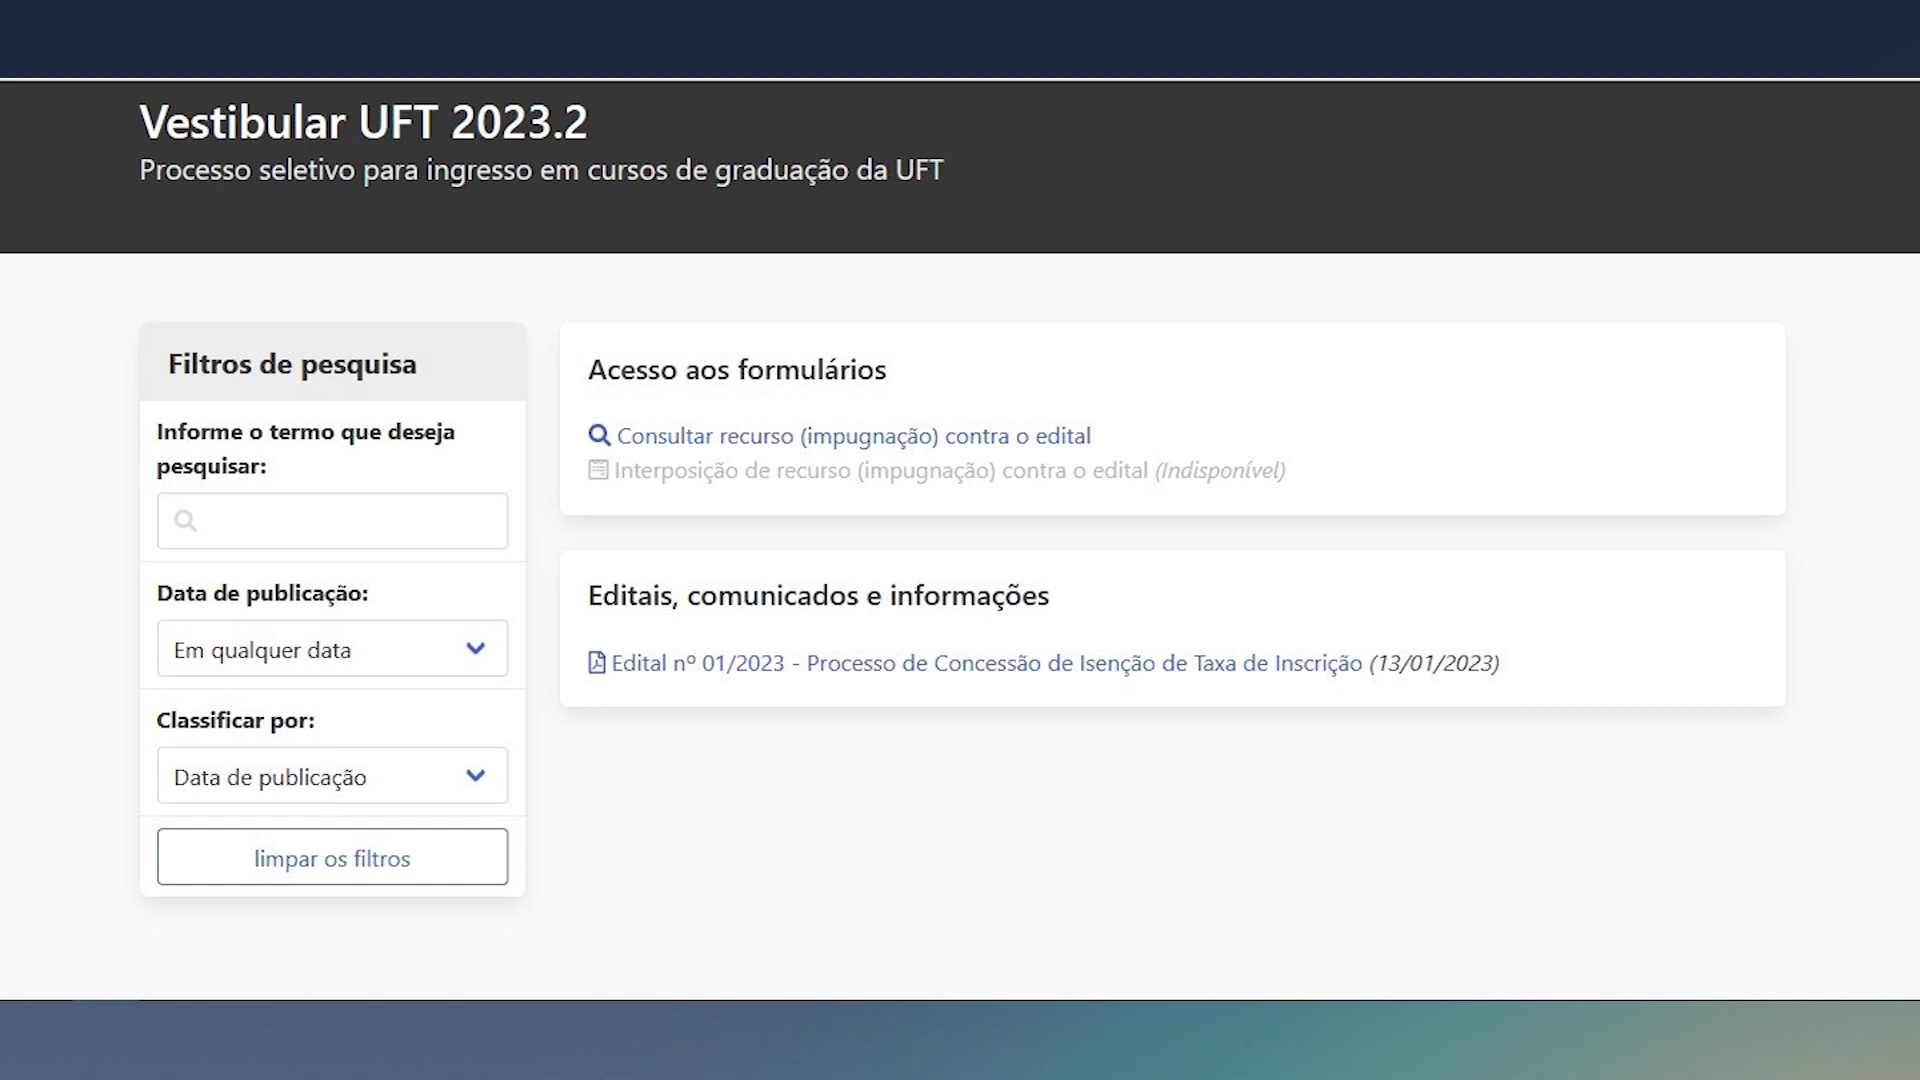 Vestibular UFT 2023.2
Processo seletivo para ingresso em cursos de graduação da UFT
Filtros de pesquisa
Informe o termo que deseja
pesquisar:
Data de publicação:
Em qualquer data
Classificar por:
Data de publicação
limpar os filtros
Acesso aos formulários
Consultar recurso (impugnação) contra o edital
Interposição de recurso (impugnação) contra o edital (Indisponível)
Editais, comunicados e informações
Edital nº 01/2023 - Processo de Concessão de Isenção de Taxa de Inscrição (13/01/2023)